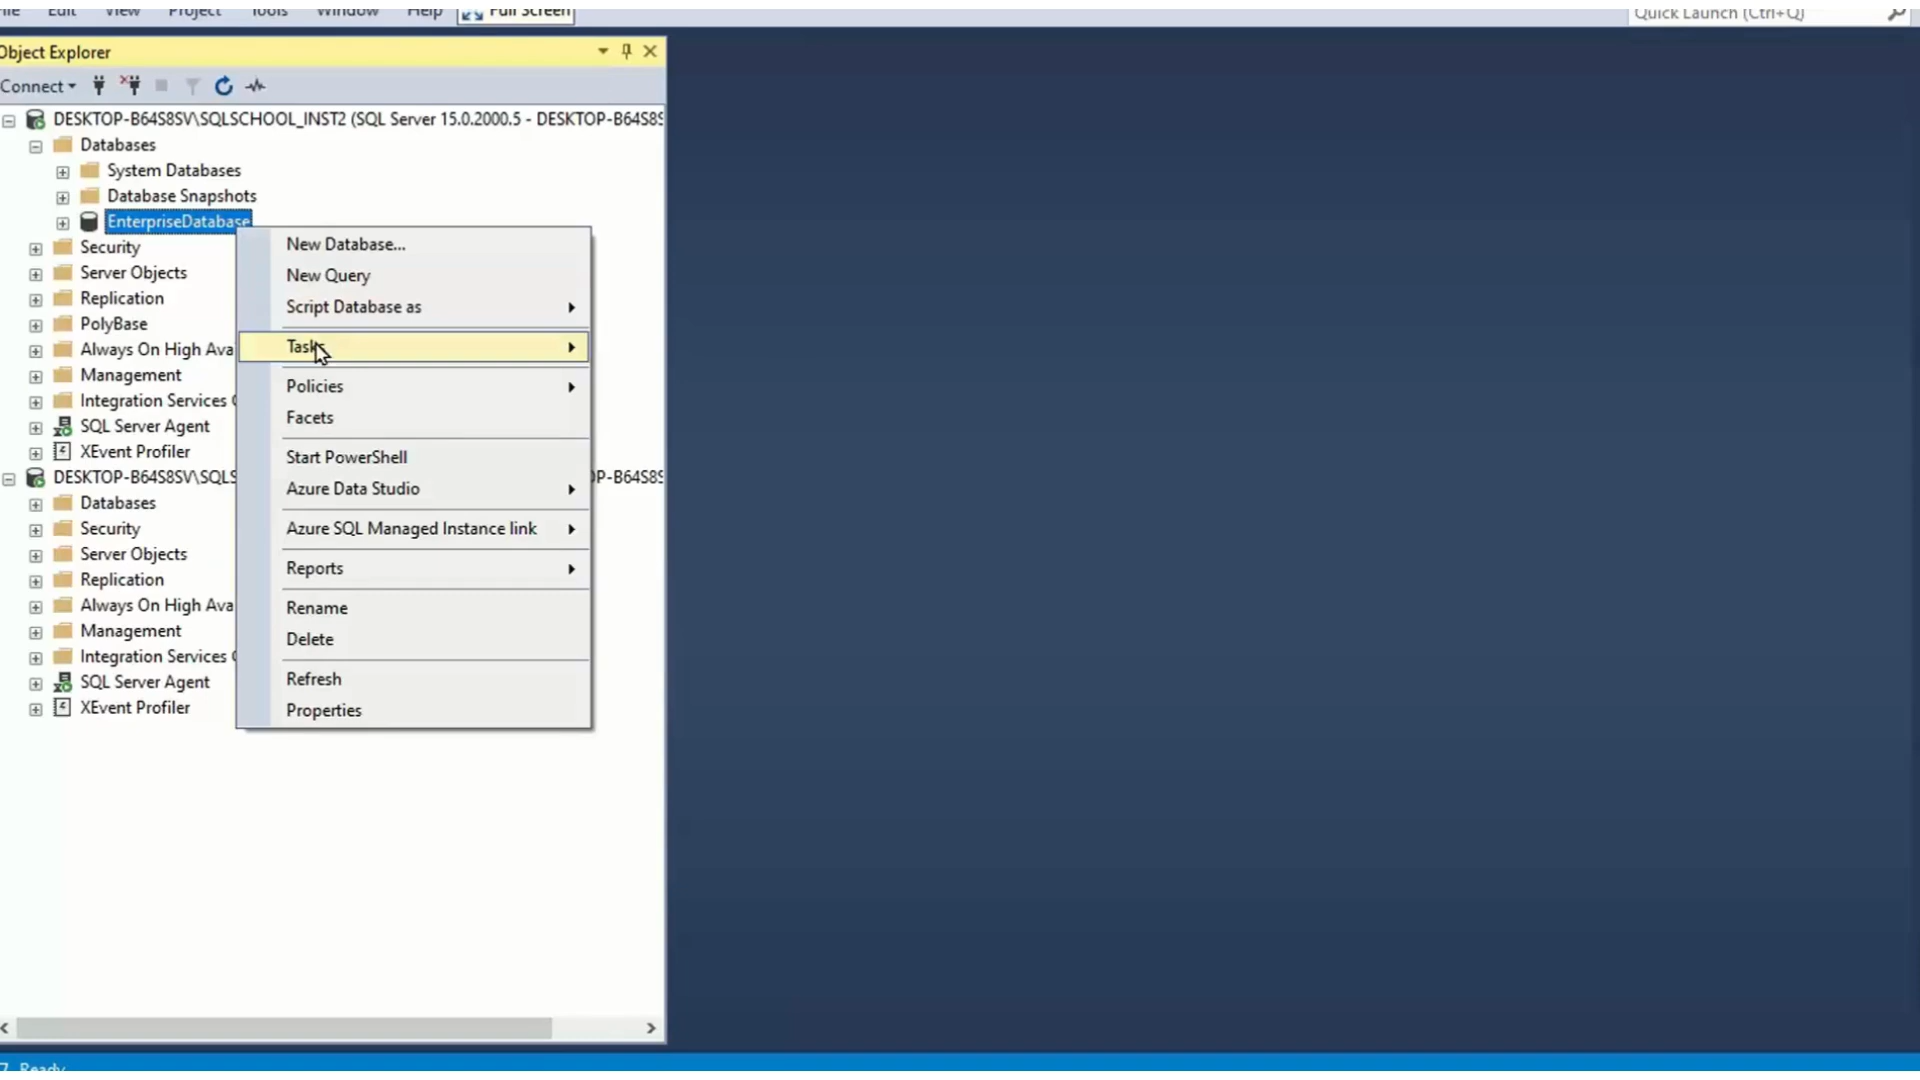 File Edit View Project Tools Window Help Full Screen
Quick Launch (Ctrl+Q)
Object Explorer
Connect
DESKTOP-B64S8SV\SQLSCHOOL_INST2 (SQL Server 15.0.2000.5 - DESKTOP-B64S8S
Databases
System Databases
Database Snapshots
EnterpriseDatabase
Security
Server Objects
Replication
PolyBase
Always On High Ava
Management
Integration Services
SQL Server Agent
XEvent Profiler
DESKTOP-B64S8SV\SQLS
OP-B64S8S
Databases
Security
Server Objects
Replication
Always On High Ava
Management
Integration Services
SQL Server Agent
XEvent Profiler
New Database...
New Query
Script Database as
Tasks
Policies
Facets
Start PowerShell
Azure Data Studio
Azure SQL Managed Instance link
Reports
Rename
Delete
Refresh
Properties
Ready